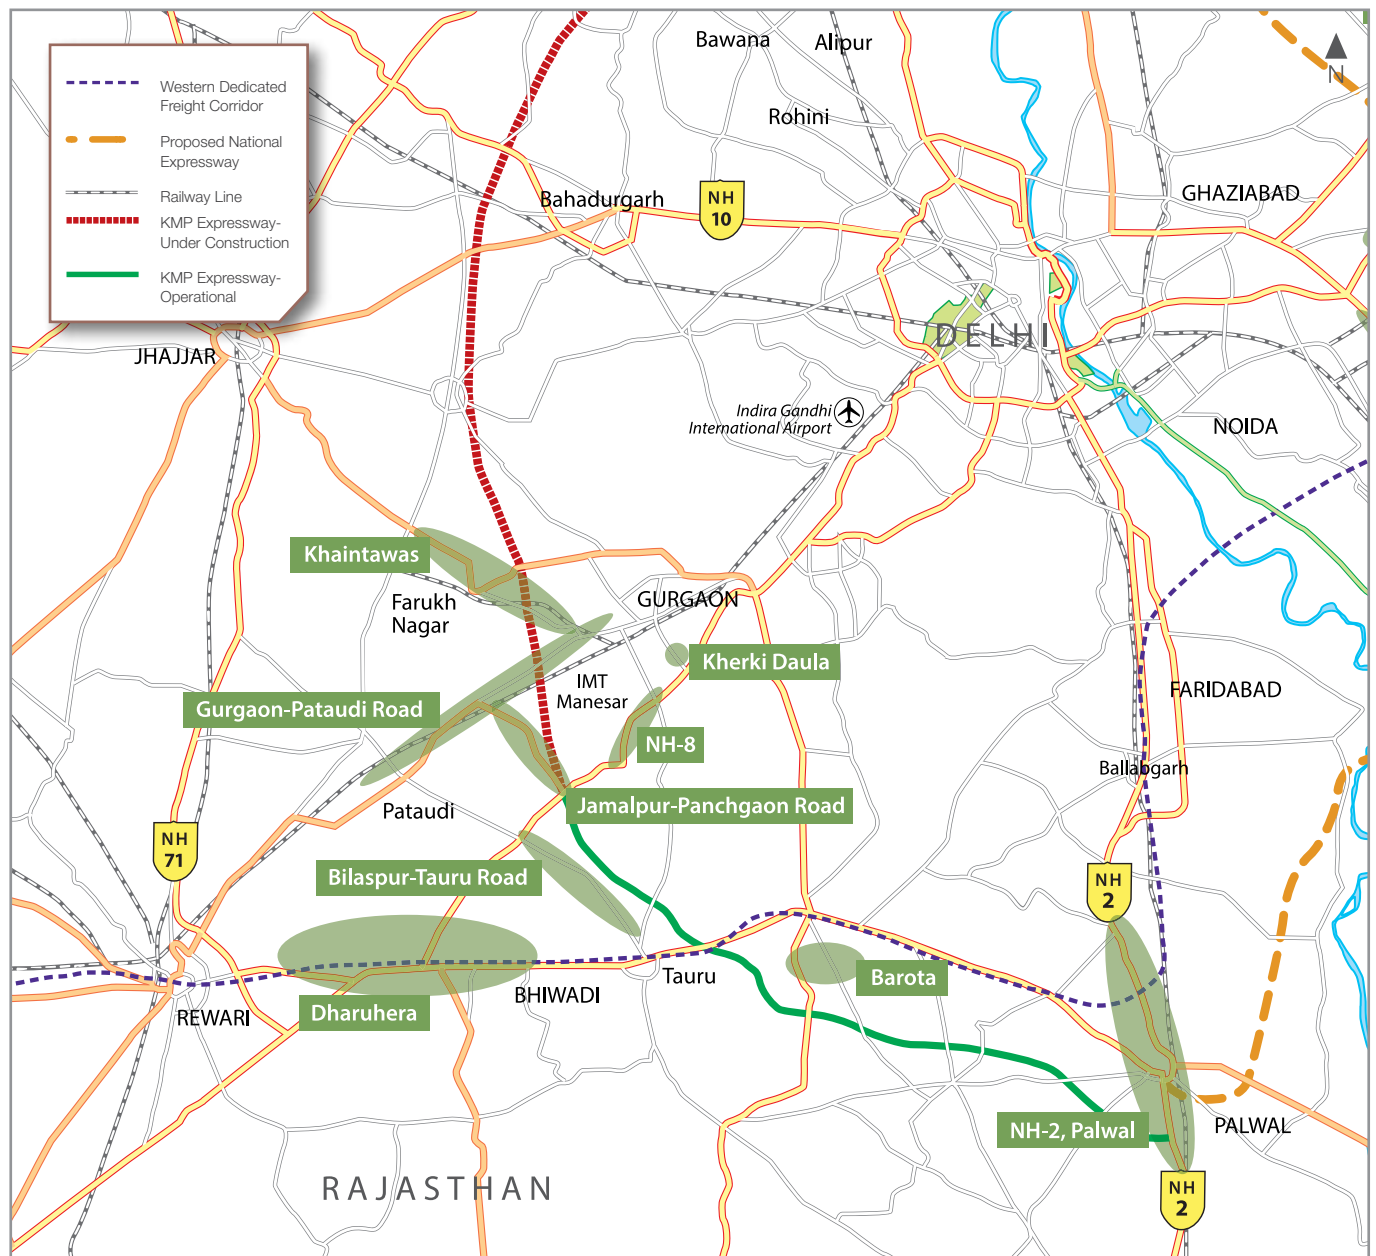 Western Dedicated
Freight Corridor
Proposed National
Expressway
Railway Line
KMP Expressway-
Under Construction
KMP Expressway-
Operational
Bawana
Alipur
N
Rohini
Bahadurgarh
NH
10
GHAZIABAD
DELHI
JHAJJAR
Indira Gandhi
International Airport
NOIDA
Khaintawas
Farukh
Nagar
GURGAON
Kherki Daula
IMT
Manesar
FARIDABAD
Gurgaon-Pataudi Road
NH-8
Ballabgarh
Jamalpur-Panchgaon Road
Pataudi
NH
71
Bilaspur-Tauru Road
NH
2
Tauru
Barota
BHIWADI
Dharuhera
REWARI
NH-2, Palwal
PALWAL
RAJASTHAN
NH
2